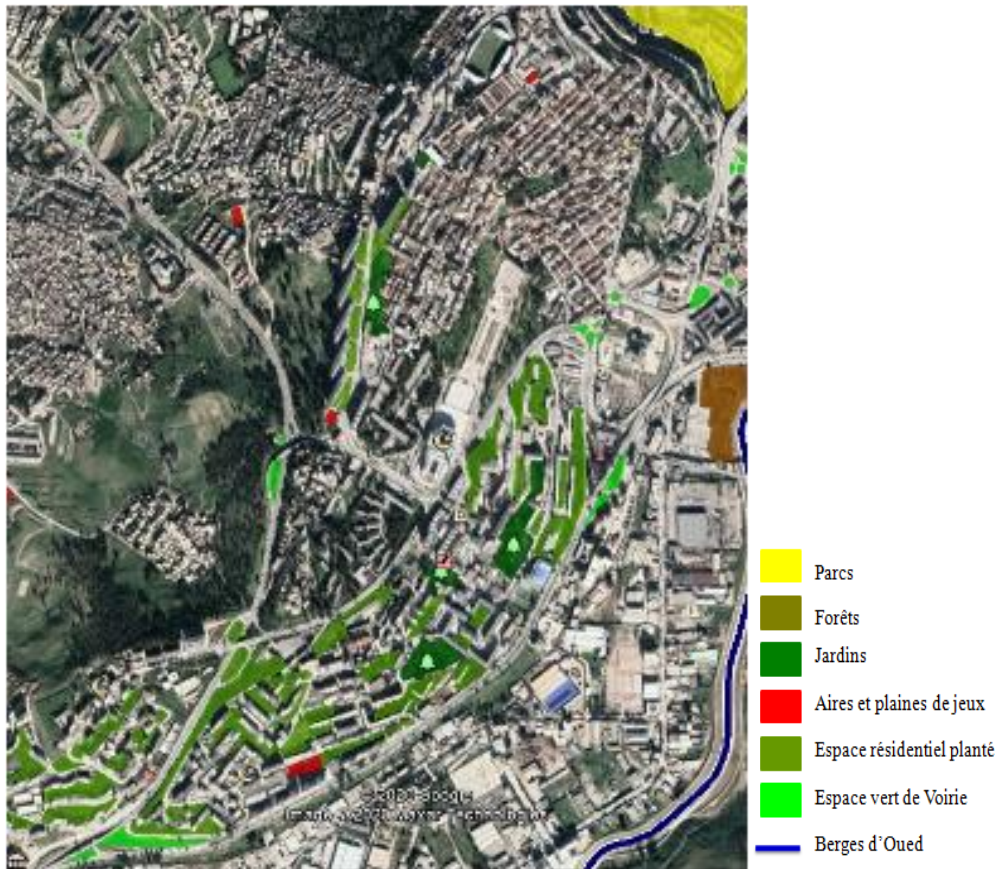 Parcs
Forêts
Jardins
Aires et plaines de jeux
Espace résidentiel planté
Espace vert de Voirie
Berges d'Oued